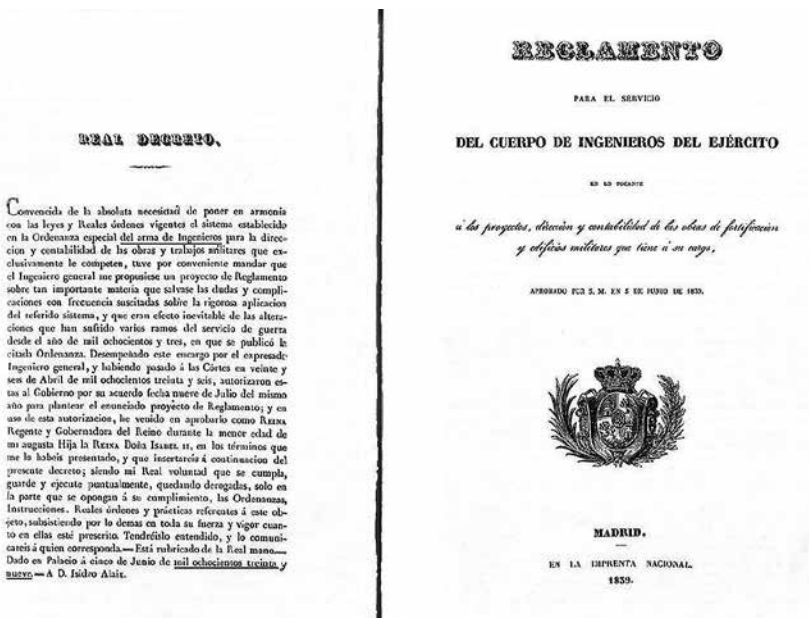 REAL DECRETO.
Convencida de la absoluta necesidad de poner en armonia
con las leyes y Reales órdenes vigentes el sistema establecido
en la Ordenanza especial del arma de Ingenieros para la direc-
cion y contabilidad de las obras y trabajos militares que ex-
clusivamente le competen, tuve por conveniente mandar que
el Ingeniero general me propusiese un proyecto de Reglamento
sobre tan importante materia que salvase las dudas y compli-
caciones con frecuencia suscitadas sobre la rigorosa aplicacion
del referido sistema, y que eran efecto inevitable de las altera-
ciones que han sufrido varios ramos del servicio de guerra
desde el año de mil ochocientos y tres, en que se publicó la
citada Ordenanza. Desempeñado este encargo por el expresado
Ingeniero general, y habiendo pasado á las Córtes en veinte y
seis de Abril de mil ochocientos treinta y seis, autorizaron es-
tas al Gobierno por su acuerdo fecha nueve de Julio del mismo
año para plantear el enunciado proyecto de Reglamento; y en
uso de esta autorizacion, he venido en aprobarlo como REINA
Regente y Gobernadora del Reino durante la menor edad de
mi augusta Hija la REINA Doña ISABEL II, en los términos que
me lo habeis presentado, y que insertareis á continuacion del
presente decreto; siendo mi Real voluntad que se cumpla,
guarde y ejecute puntualmente, quedando derogadas, solo en
la parte que se opongan á su cumplimiento, las Ordenanzas,
Instrucciones, Reales órdenes y prácticas referentes á este ob-
jeto, subsistiendo por lo demas en toda su fuerza y vigor cuan-
to en ellas esté prescrito. Tendréislo entendido, y lo comuni-
careis á quien corresponda.— Está rubricado de la Real mano.—
Dado en Palacio á cinco de Junio de mil ochocientos treinta y
nueve.— A D. Isidro Alaix.
REGLAMENTO
PARA EL SERVICIO
DEL CUERPO DE INGENIEROS DEL EJÉRCITO
EN LO TOCANTE
á los proyectos, direccion y contabilidad de las obras de fortificacion
y edificios militares que tiene á su cargo,
APROBADO POR S. M. EN 5 DE JUNIO DE 1839.
MADRID.
EN LA IMPRENTA NACIONAL.
1839.